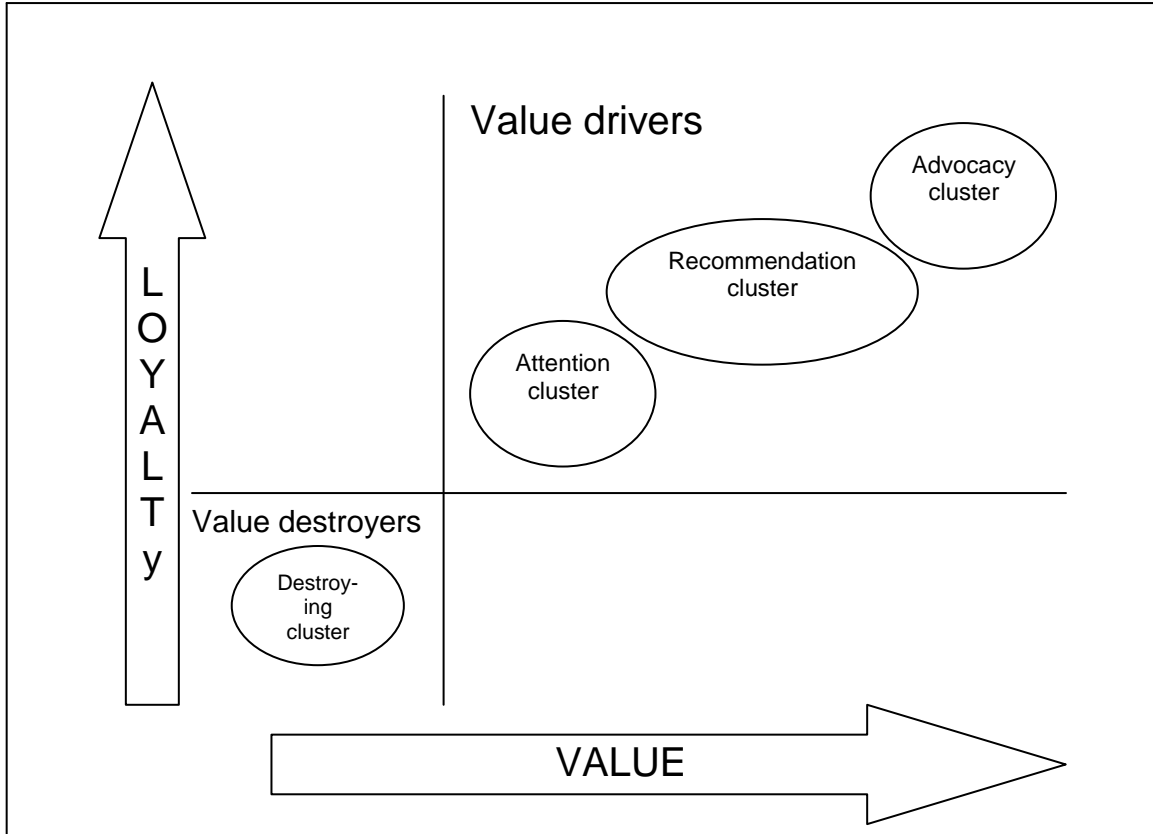 Value drivers
Advocacy
cluster
Recommendation
cluster
Attention
cluster
L
O
Y
A
L
T
y
Value destroyers
Destroy-
ing
cluster
VALUE